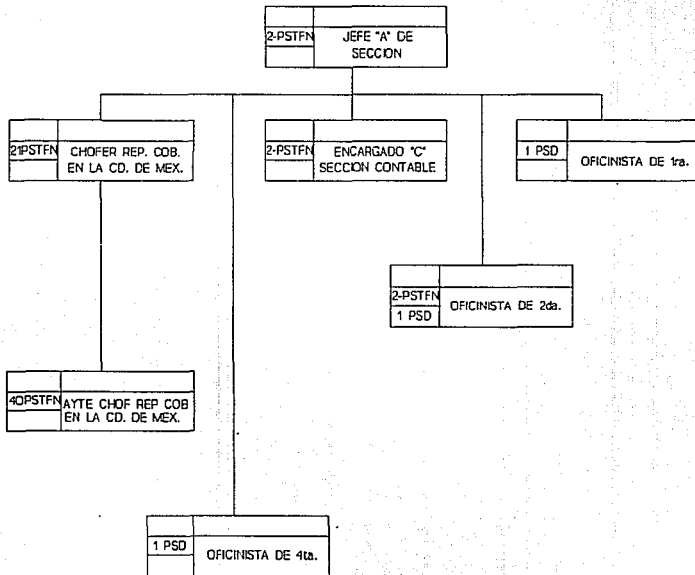 2-PSTFN
JEFE "A" DE
SECCION
21PSTFN
CHOFER REP. COB.
EN LA CD. DE MEX.
2-PSTFN
ENCARGADO "C"
SECCION CONTABLE
1 PSD
OFICINISTA DE 1ra.
2-PSTFN
1 PSD
OFICINISTA DE 2da.
40PSTFN
AYTE CHOF REP COB
EN LA CD. DE MEX.
1 PSD
OFICINISTA DE 4ta.